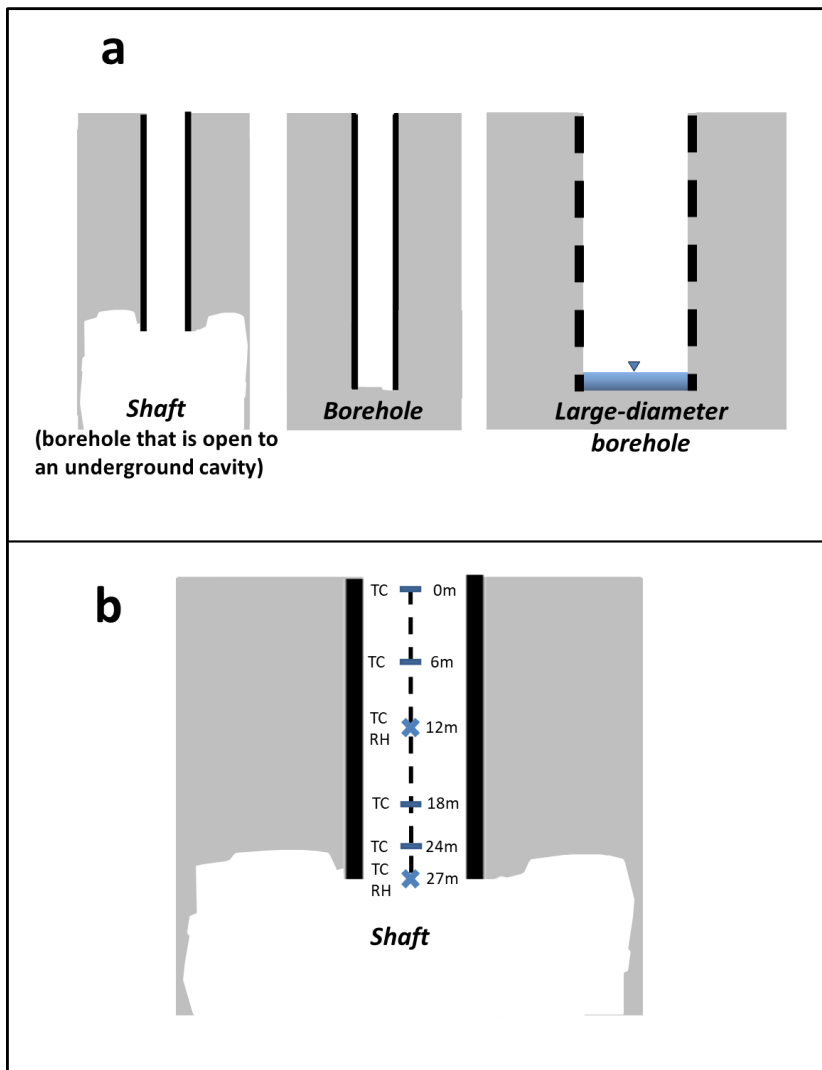 a
Shaft
(borehole that is open to
an underground cavity)
Borehole
Large-diameter
borehole
b
TC 0m
TC 6m
TC
RH 12m
TC 18m
TC 24m
TC
RH 27m
Shaft